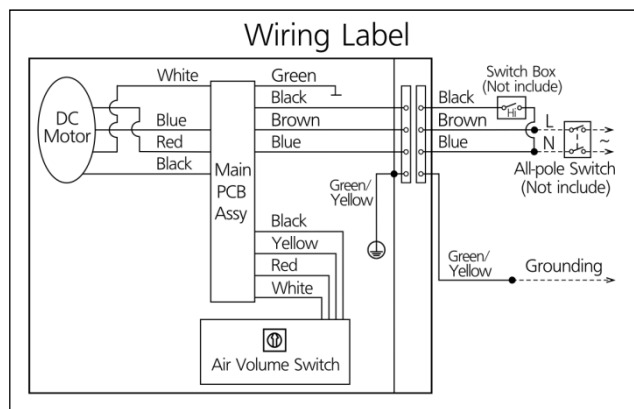 Wiring Label
White
Green
Switch Box
(Not include)
Black
Black
Hi
DC
Motor
Blue
Brown
Brown
L
Red
Blue
Blue
N
~
Black
Main
PCB
Assy
All-pole Switch
(Not include)
Green/
Yellow
Black
Yellow
Red
White
Green/
Yellow
Grounding
Air Volume Switch